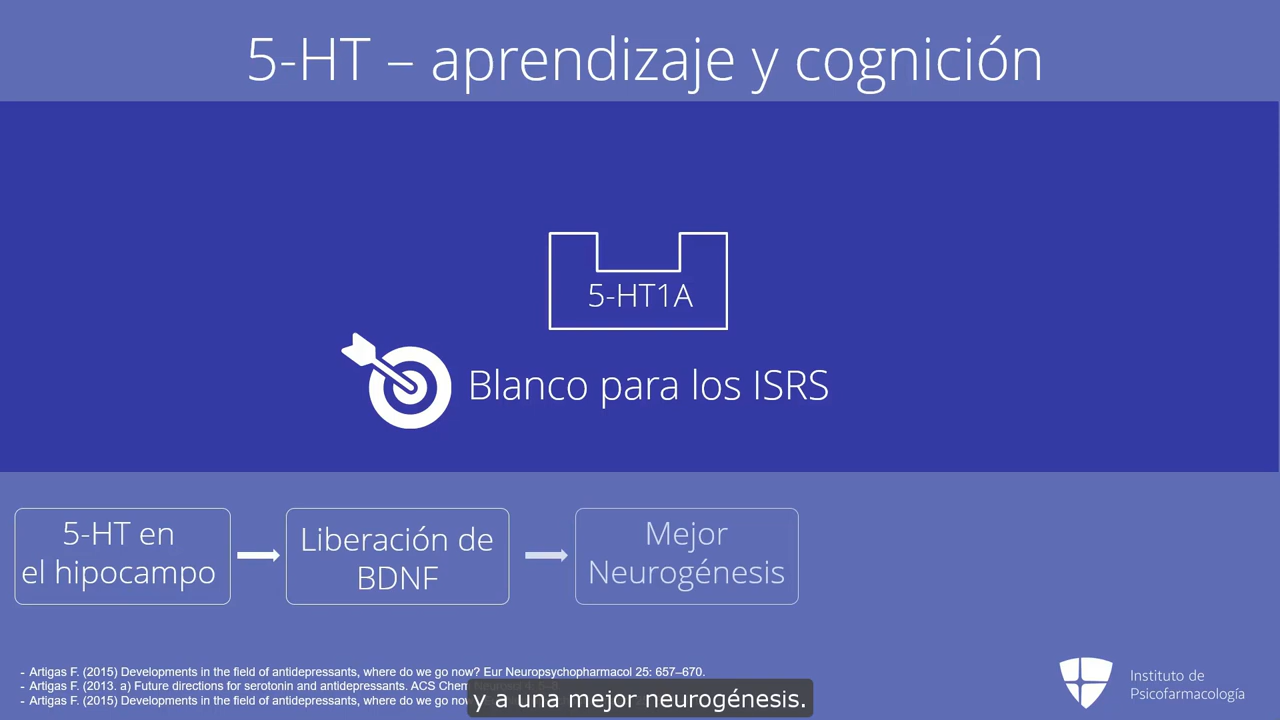 5-HT – aprendizaje y cognición
5-HT1A
Blanco para los ISRS
5-HT en
el hipocampo
Liberación de
BDNF
Mejor
Neurogénesis
- Artigas F. (2015) Developments in the field of antidepressants, where do we go now? Eur Neuropsychopharmacol 25: 657–670.
- Artigas F. (2013. a) Future directions for serotonin and antidepressants. ACS Chem
- Artigas F. (2015) Developments in the field of antidepressants, where do we go now
y a una mejor neurogénesis.
Instituto de
Psicofarmacología